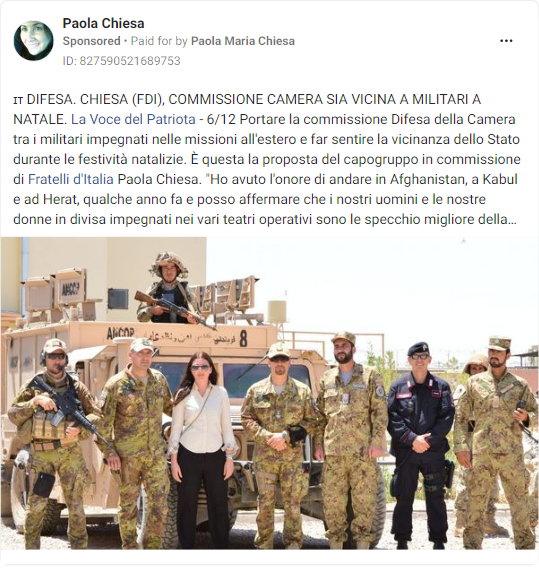 Paola Chiesa
Sponsored • Paid for by Paola Maria Chiesa
ID: 827590521689753
IT DIFESA. CHIESA (FDI), COMMISSIONE CAMERA SIA VICINA A MILITARI A
NATALE. La Voce del Patriota - 6/12 Portare la commissione Difesa della Camera
tra i militari impegnati nelle missioni all'estero e far sentire la vicinanza dello Stato
durante le festività natalizie. È questa la proposta del capogruppo in commissione
di Fratelli d'Italia Paola Chiesa. "Ho avuto l'onore di andare in Afghanistan, a Kabul
e ad Herat, qualche anno fa e posso affermare che i nostri uomini e le nostre
donne in divisa impegnati nei vari teatri operativi sono le specchio migliore della...
ANCOP
ANCOP
8